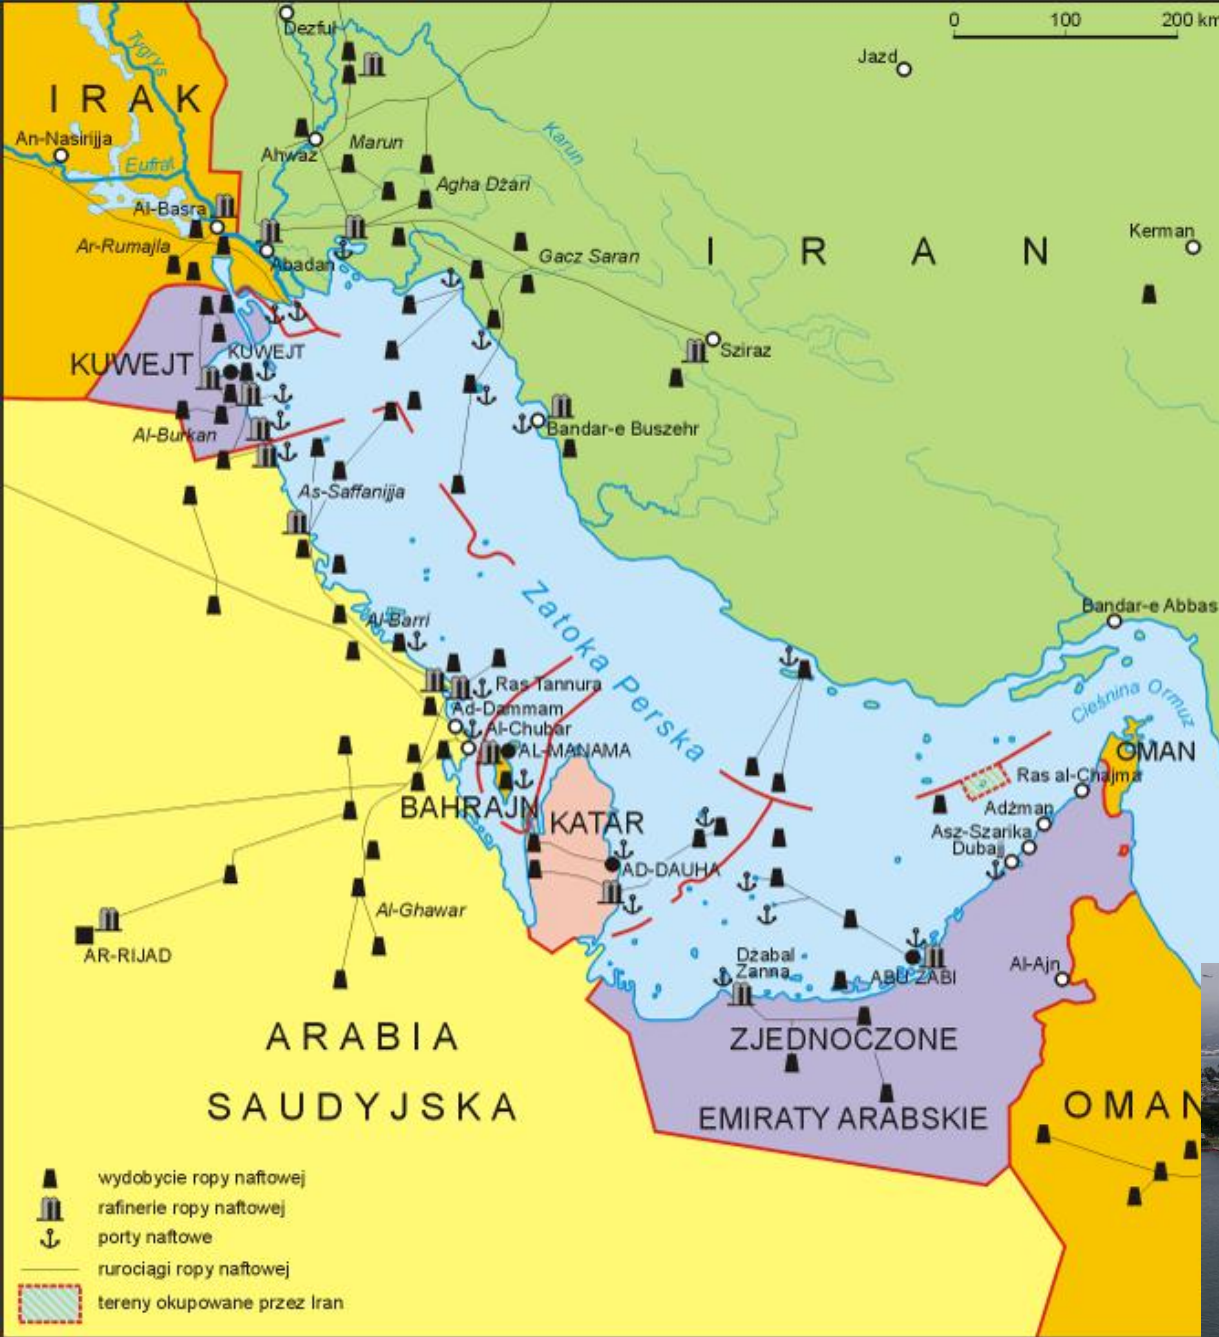 0 100 200 km
Dezful
Tygrys
Jazd
IRAK
An-Nasirijja
Ahwaz
Marun
Karun
Eufrat
Agha Dżari
Al-Basra
Ar-Rumajla
Abadan
Gacz Saran
IRAN
Kerman
KUWEJT
KUWEJT
Sziraz
Al-Burkan
Bandar-e Buszehr
As-Saffanijja
Zatoka Perska
Al-Barri
Bandar-e Abbas
Ras Tannura
Cieśnina Ormuz
Ad-Dammam
Al-Chubar
AL-MANAMA
OMAN
Ras al-Chajma
BAHRAJN
KATAR
Adżman
Asz-Szarika
Dubajj
AD-DAUHA
Al-Ghawar
AR-RIJAD
Dżabal
Zanna
ABU ZABI
Al-Ajn
ARABIA
SAUDYJSKA
ZJEDNOCZONE
EMIRATY ARABSKIE
OMAN
wydobycie ropy naftowej
rafinerie ropy naftowej
porty naftowe
rurociągi ropy naftowej
tereny okupowane przez Iran